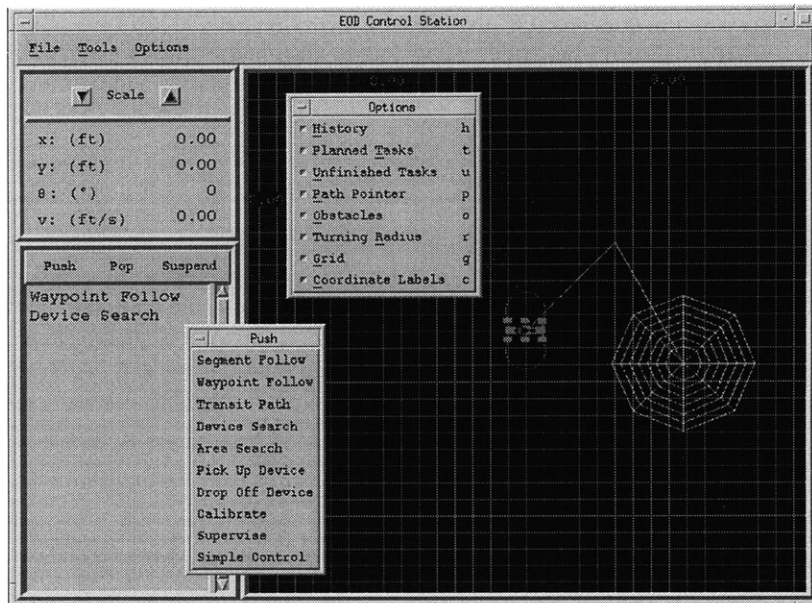 EOD Control Station
File Tools Options
Scale
x: (ft) 0.00
y: (ft) 0.00
θ: (°) 0
v: (ft/s) 0.00
Push Pop Suspend
Waypoint Follow
Device Search
Options
History h
Planned Tasks t
Unfinished Tasks u
Path Pointer p
Obstacles o
Turning Radius r
Grid g
Coordinate Labels c
Push
Segment Follow
Waypoint Follow
Transit Path
Device Search
Area Search
Pick Up Device
Drop Off Device
Calibrate
Supervise
Simple Control